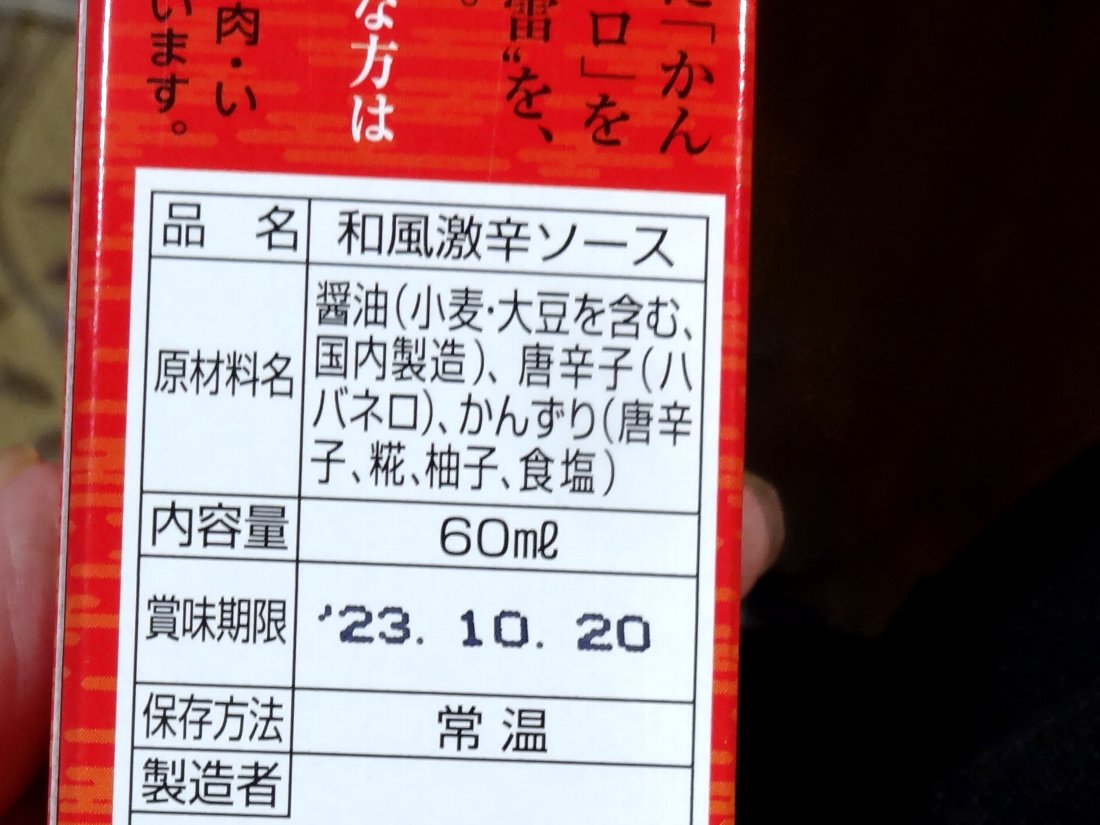 に「かん
ロ」を
雷“を、
。
な方は
肉・い
います。
品 名
和風激辛ソース
原材料名
醤油(小麦・大豆を含む、
国内製造)、唐辛子(ハ
バネロ)、かんずり(唐辛
子、糀、柚子、食塩)
内容量
60㎖
賞味期限
'23. 10. 20
保存方法
常 温
製造者